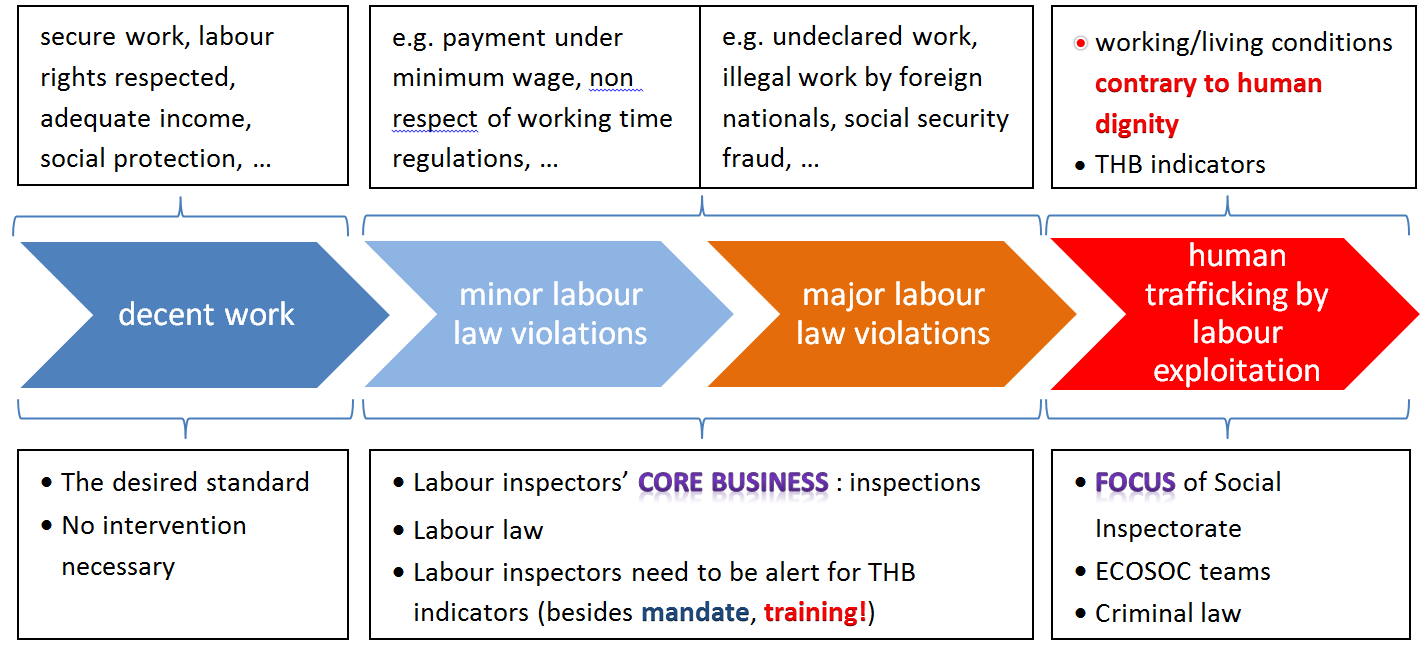 secure work, labour
rights respected,
adequate income,
social protection, …
e.g. payment under
minimum wage, non
respect of working time
regulations, …
e.g. undeclared work,
illegal work by foreign
nationals, social security
fraud, …
• working/living conditions
contrary to human
dignity
• THB indicators
decent work
minor labour
law violations
major labour
law violations
human
trafficking by
labour
exploitation
• The desired standard
• No intervention
necessary
• Labour inspectors’ CORE BUSINESS : inspections
• Labour law
• Labour inspectors need to be alert for THB
indicators (besides mandate, training!)
• FOCUS of Social
Inspectorate
• ECOSOC teams
• Criminal law